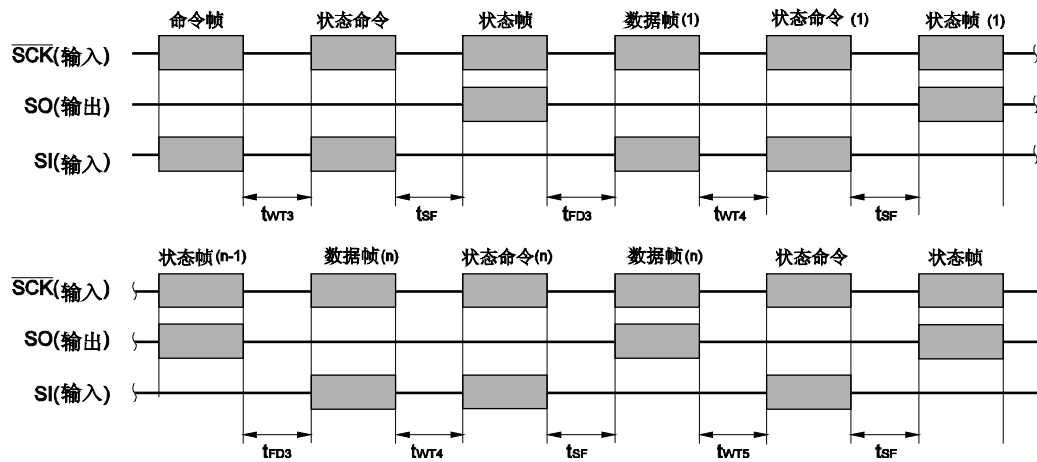 命令帧 状态命令 状态帧 数据帧(1) 状态命令(1) 状态帧(1)
SCK(输入)
SO(输出)
SI(输入)
tWT3 tSF tFD3 tWT4 tSF
状态帧(n-1) 数据帧(n) 状态命令(n) 数据帧(n) 状态命令 状态帧
SCK(输入)
SO(输出)
SI(输入)
tFD3 tWT4 tSF tWT5 tSF